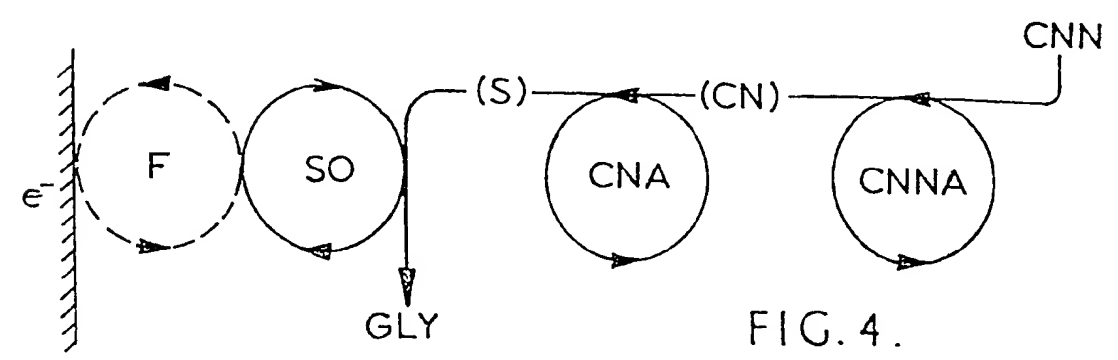 CNN
(S)
(CN)
F
SO
CNA
CNNA
e⁻
GLY
FIG. 4.